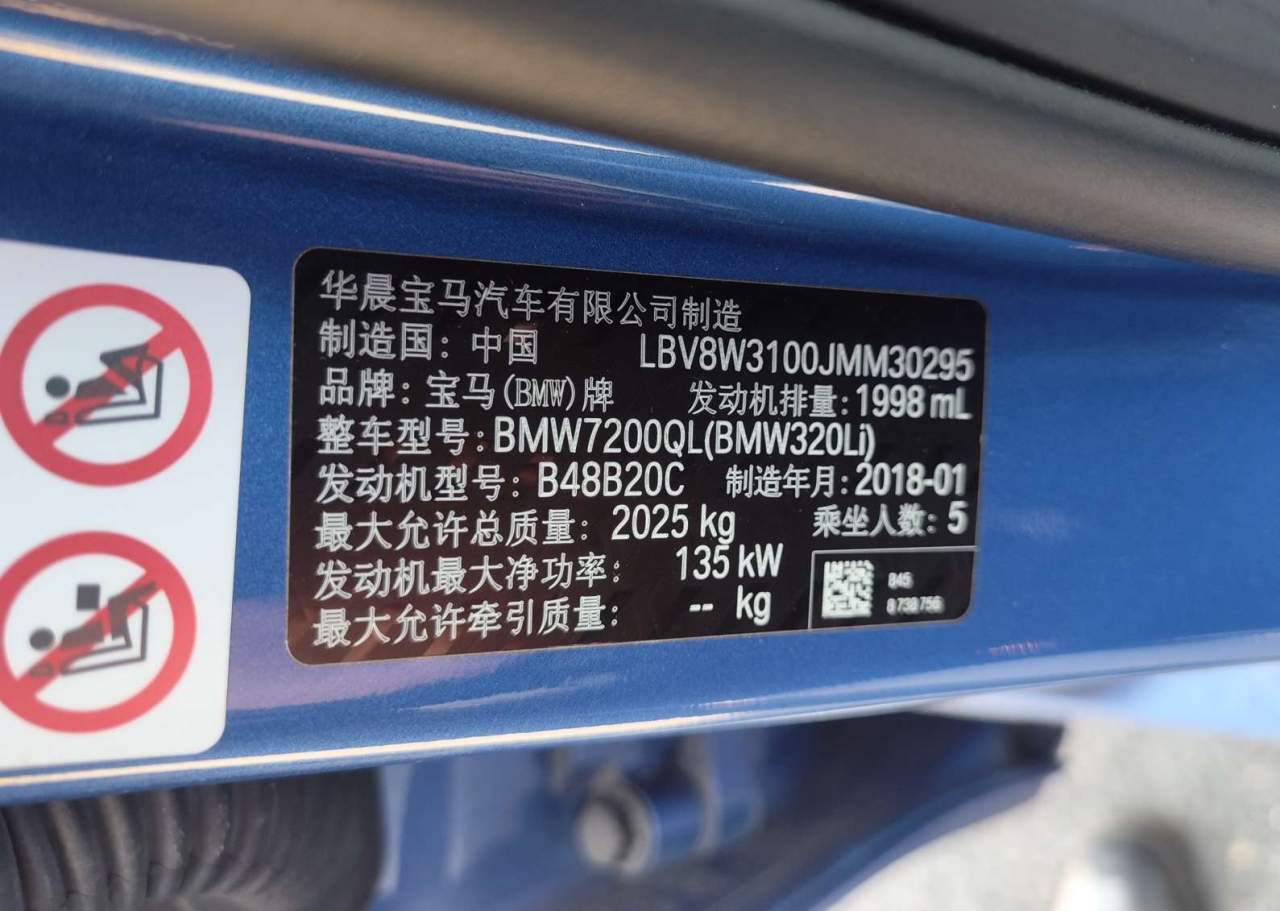 华晨宝马汽车有限公司制造
制造国：中国 LBV8W3100JMM30295
品牌：宝马(BMW)牌 发动机排量：1998 mL
整车型号：BMW7200QL(BMW320Li)
发动机型号：B48B20C 制造年月：2018-01
最大允许总质量：2025 kg 乘坐人数：5
发动机最大净功率：135 kW
最大允许牵引质量：-- kg
845
8738756